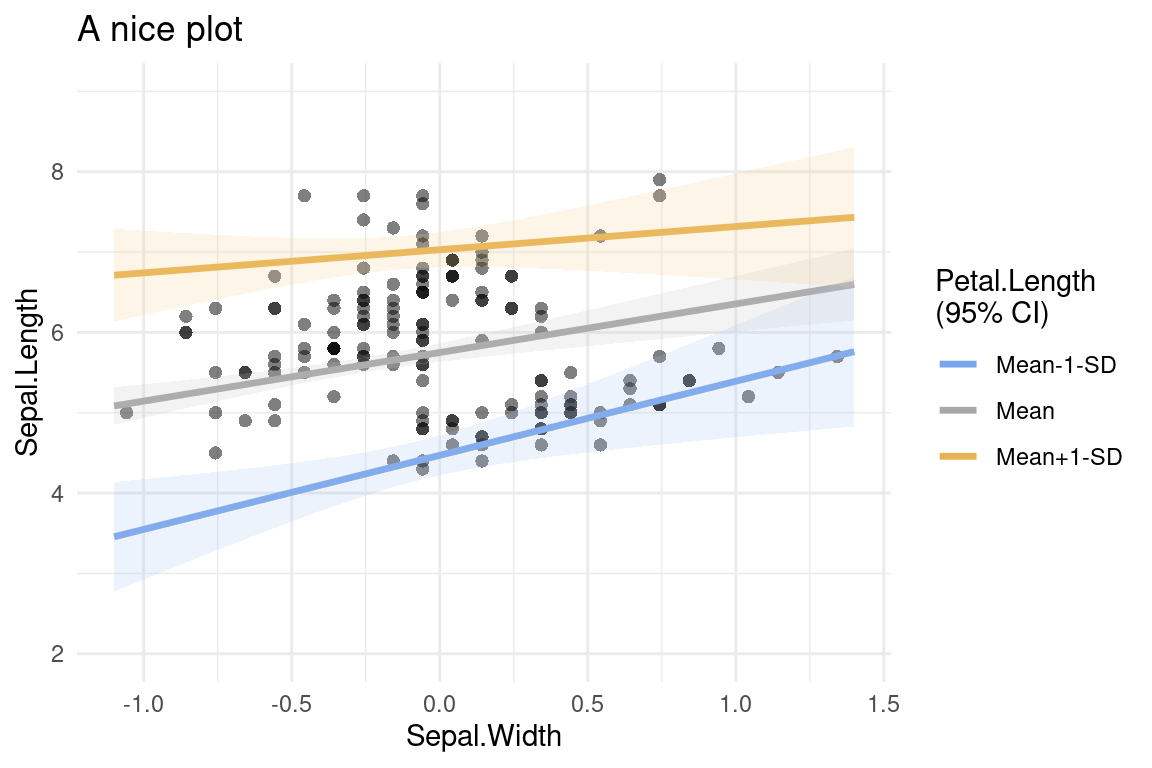 A nice plot
Sepal.Length
8
6
4
2
-1.0
-0.5
0.0
0.5
1.0
1.5
Sepal.Width
Petal.Length
(95% CI)
Mean-1-SD
Mean
Mean+1-SD